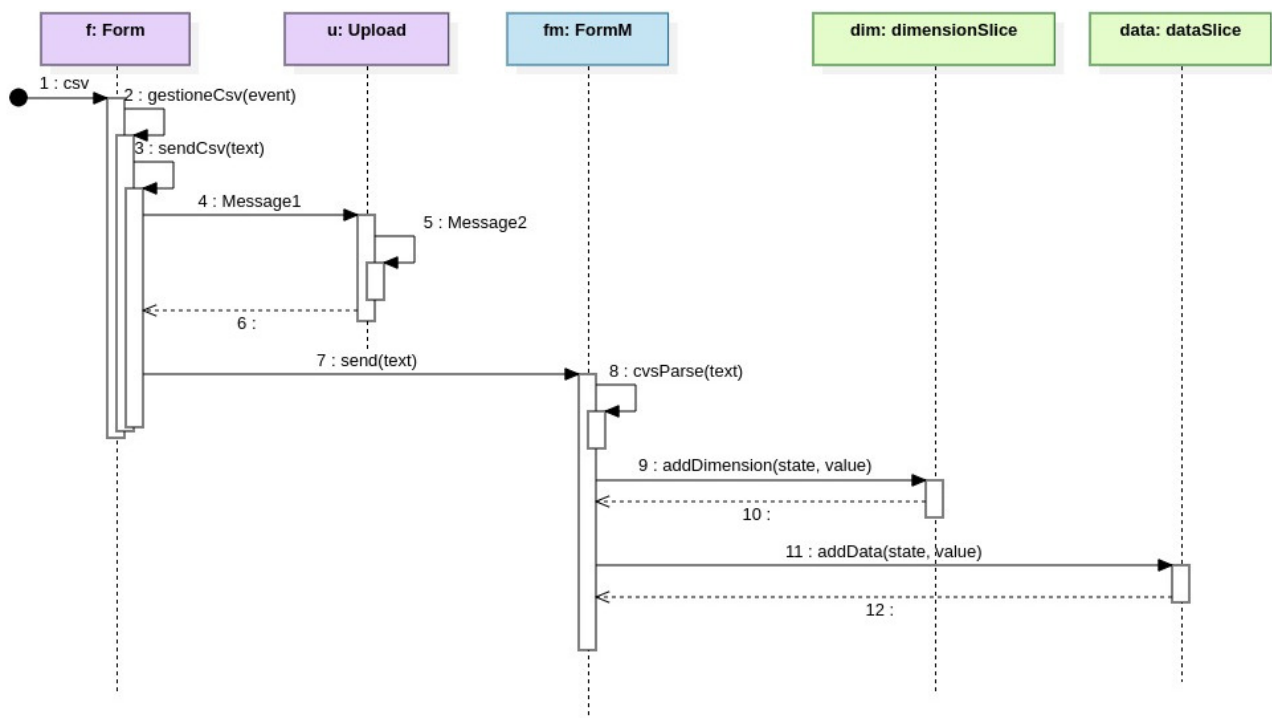 f: Form
u: Upload
fm: FormM
dim: dimensionSlice
data: dataSlice
1 : csv
2 : gestioneCsv(event)
3 : sendCsv(text)
4 : Message1
5 : Message2
6 :
7 : send(text)
8 : cvsParse(text)
9 : addDimension(state, value)
10 :
11 : addData(state, value)
12 :